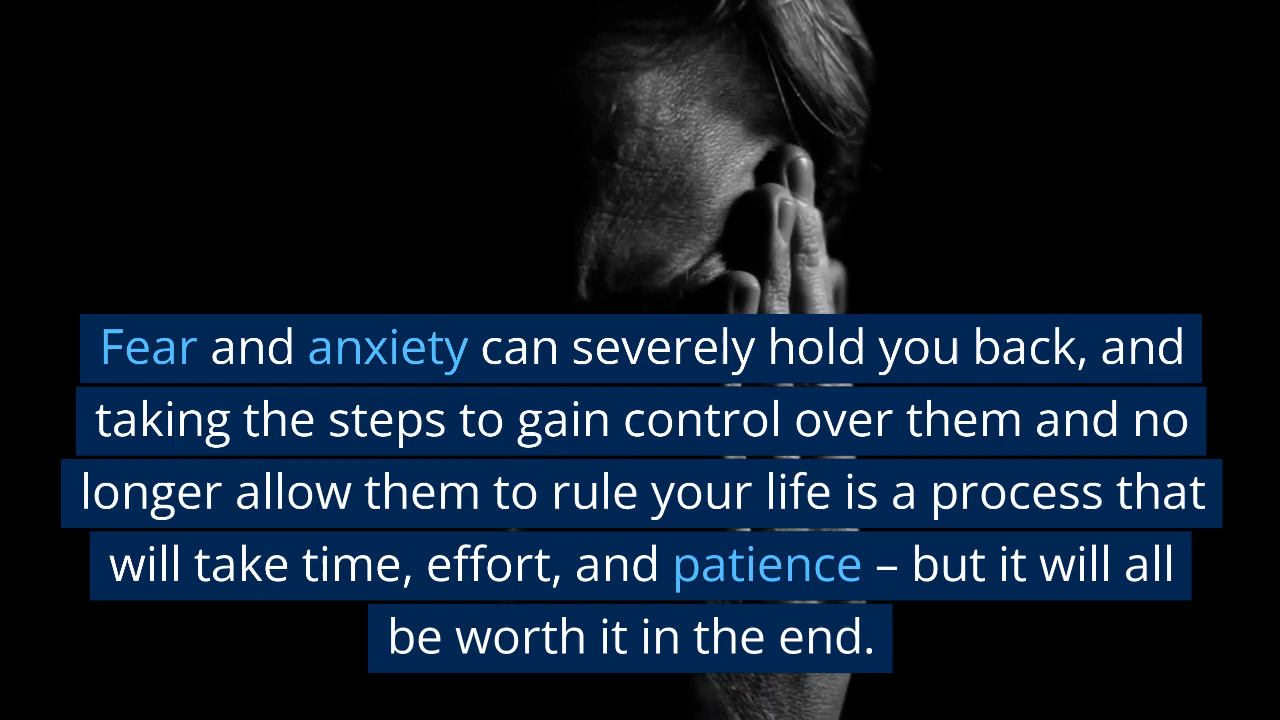 Fear and anxiety can severely hold you back, and
taking the steps to gain control over them and no
longer allow them to rule your life is a process that
will take time, effort, and patience – but it will all
be worth it in the end.